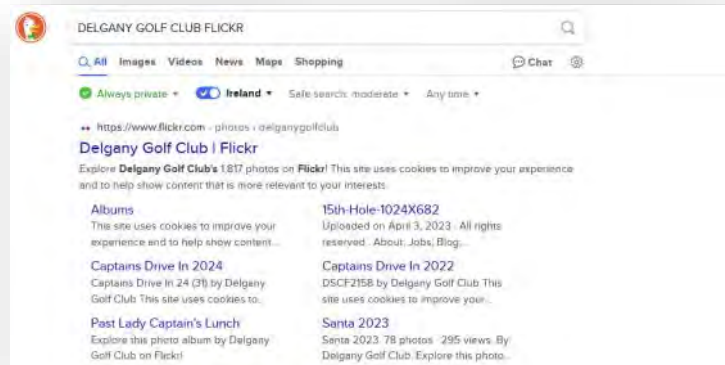 DELGANY GOLF CLUB FLICKR
All Images Videos News Maps Shopping Chat
Always private Ireland Safe search: moderate Any time
https://www.flickr.com › photos › delganygolfclub
Delgany Golf Club | Flickr
Explore Delgany Golf Club's 1,817 photos on Flickr! This site uses cookies to improve your experience
and to help show content that is more relevant to your interests.
Albums
This site uses cookies to improve your
experience and to help show content...
15th-Hole-1024X682
Uploaded on April 3, 2023 · All rights
reserved · About; Jobs; Blog;...
Captains Drive In 2024
Captains Drive In 24 (31) by Delgany
Golf Club This site uses cookies to...
Captains Drive In 2022
DSCF2158 by Delgany Golf Club This
site uses cookies to improve your...
Past Lady Captain's Lunch
Explore this photo album by Delgany
Golf Club on Flickr!
Santa 2023
Santa 2023. 78 photos · 295 views. By
Delgany Golf Club. Explore this photo...